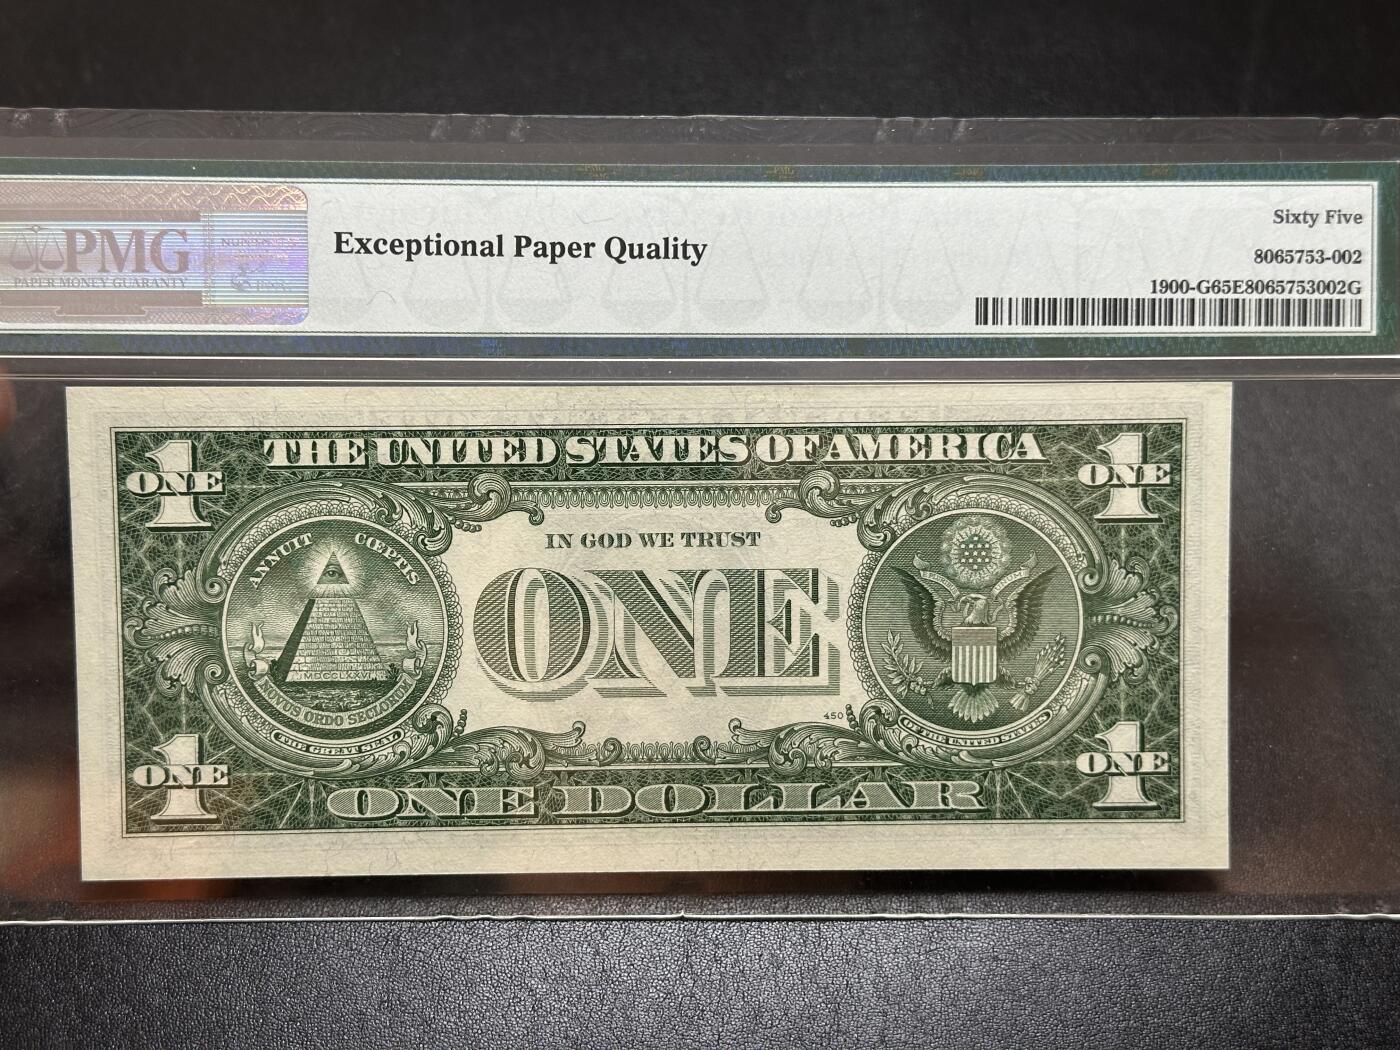 PMG
PAPER MONEY GUARANTY
Exceptional Paper Quality
Sixty Five
8065753-002
1900-G65E8065753002G
THE UNITED STATES OF AMERICA
1
ONE
1
ONE
IN GOD WE TRUST
ANNUIT CŒPTIS
ONE
MDCCLXXVI
NOVUS ORDO SECLORUM
THE GREAT SEAL
450
OF THE UNITED STATES
1
ONE
1
ONE
ONE DOLLAR